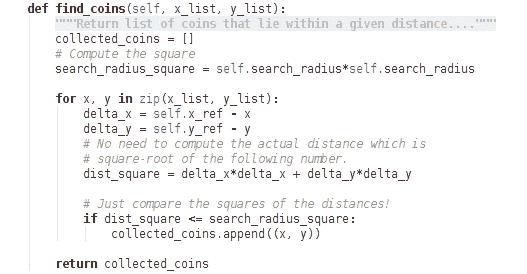 def find_coins(self, x_list, y_list):
"""Return list of coins that lie within a given distance...."""
collected_coins = []
# Compute the square
search_radius_square = self.search_radius*self.search_radius
for x, y in zip(x_list, y_list):
delta_x = self.x_ref - x
delta_y = self.y_ref - y
# No need to compute the actual distance which is
# square-root of the following number.
dist_square = delta_x*delta_x + delta_y*delta_y
# Just compare the squares of the distances!
if dist_square <= search_radius_square:
collected_coins.append((x, y))
return collected_coins